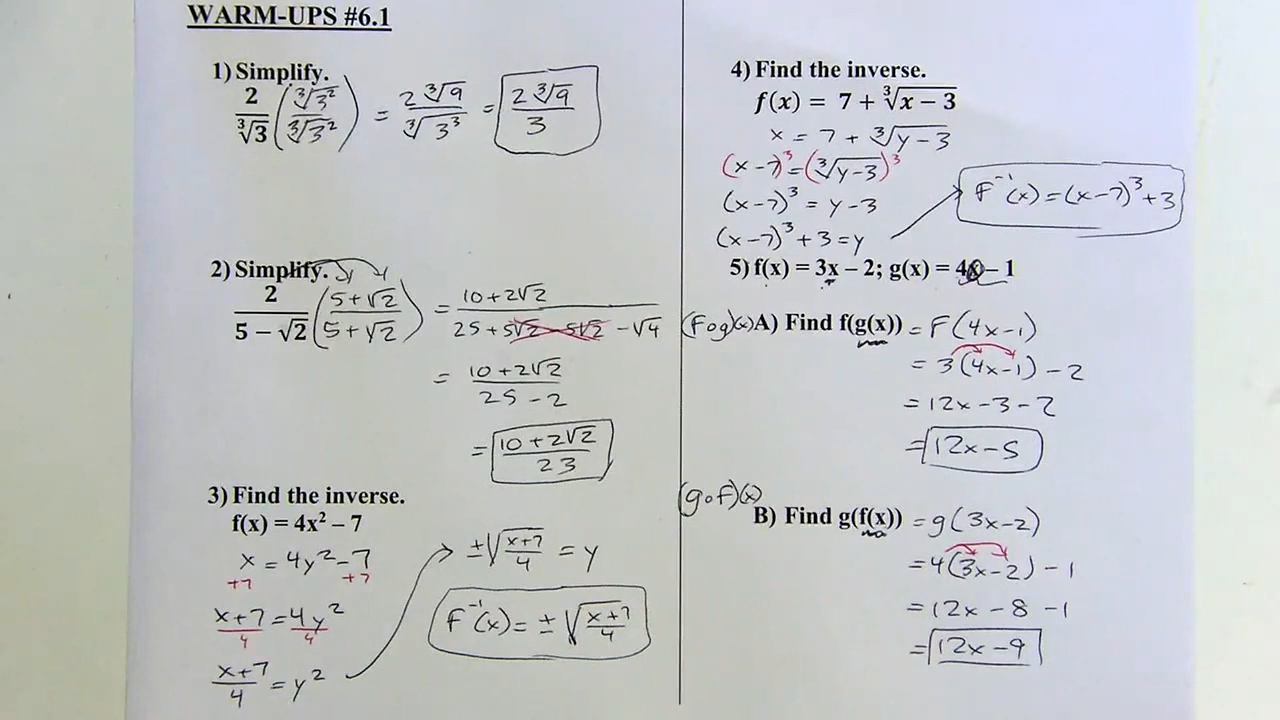 WARM-UPS #6.1
1) Simplify.
2/∛3 (∛3²/∛3²) = 2∛9/∛3³ = 2∛9/3
2) Simplify.
2/(5 − √2) (5+√2/5+√2) = 10+2√2/25+5√2−5√2−√4
= 10+2√2/25−2
= 10+2√2/23
3) Find the inverse.
f(x) = 4x² – 7
x = 4y² − 7
+7 +7
x+7 = 4y²
4 4
x+7/4 = y²
±√(x+7/4) = y
F⁻¹(x) = ±√(x+7/4)
4) Find the inverse.
f(x) = 7 + ∛(x − 3)
x = 7 + ∛(y−3)
(x−7)³ = (∛(y−3))³
(x−7)³ = y−3
(x−7)³ + 3 = y
F⁻¹(x) = (x−7)³ + 3
5) f(x) = 3x – 2; g(x) = 4x – 1
(F∘g)(x) A) Find f(g(x)) = F(4x−1)
= 3(4x−1) − 2
= 12x − 3 − 2
= 12x − 5
(g∘F)(x)
B) Find g(f(x)) = g(3x−2)
= 4(3x−2) − 1
= 12x − 8 − 1
= 12x − 9